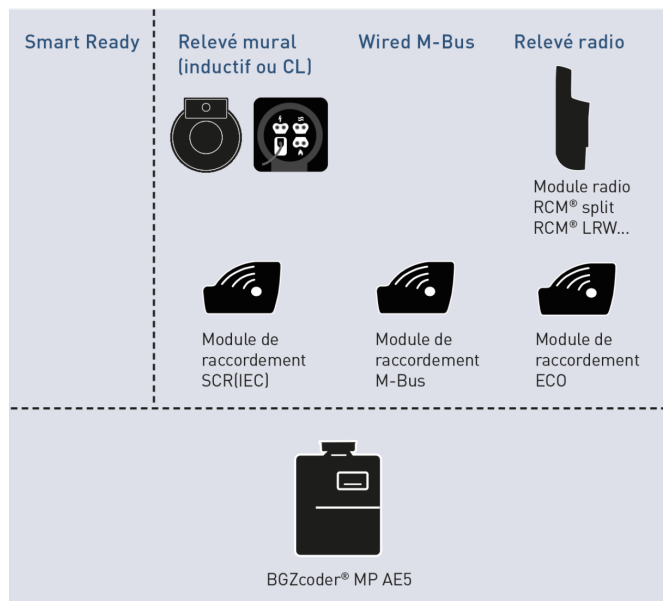 Smart Ready
Relevé mural
(inductif ou CL)
Wired M-Bus
Relevé radio
Module radio
RCM® split
RCM® LRW...
Module de
raccordement
SCR(IEC)
Module de
raccordement
M-Bus
Module de
raccordement
ECO
BGZcoder® MP AE5